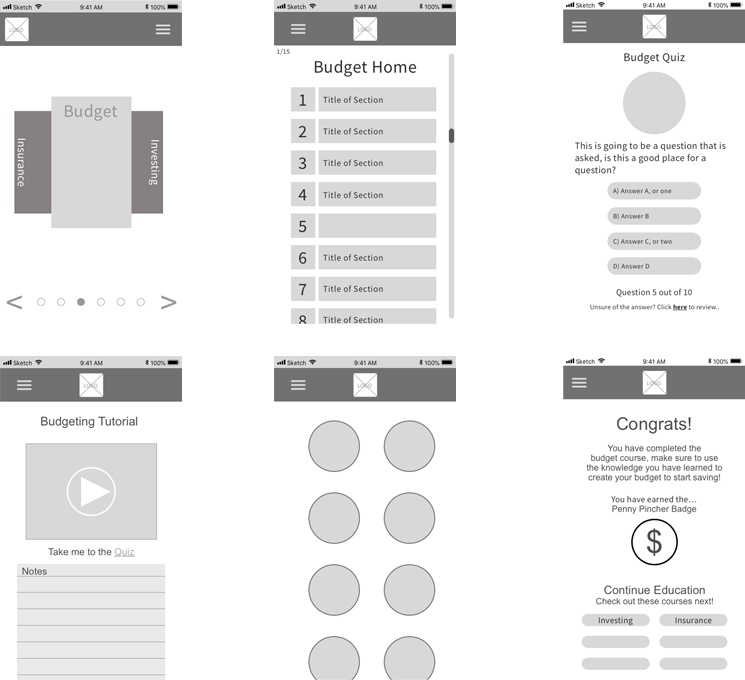 Sketch 9:41 AM 100%
LOGO
Budget
Insurance
Investing
< >
Sketch 9:41 AM 100%
LOGO
1/15
Budget Home
1 Title of Section
2 Title of Section
3 Title of Section
4 Title of Section
5
6 Title of Section
7 Title of Section
8 Title of Section
Sketch 9:41 AM 100%
LOGO
Budget Quiz
This is going to be a question that is
asked, is this a good place for a
question?
A) Answer A, or one
B) Answer B
C) Answer C, or two
D) Answer D
Question 5 out of 10
Unsure of the answer? Click here to review..
Sketch 9:41 AM 100%
LOGO
Budgeting Tutorial
Take me to the Quiz
Notes
Sketch 9:41 AM 100%
LOGO
Sketch 9:41 AM 100%
LOGO
Congrats!
You have completed the
budget course, make sure to use
the knowledge you have learned to
create your budget to start saving!
You have earned the...
Penny Pincher Badge
$
Continue Education
Check out these courses next!
Investing Insurance